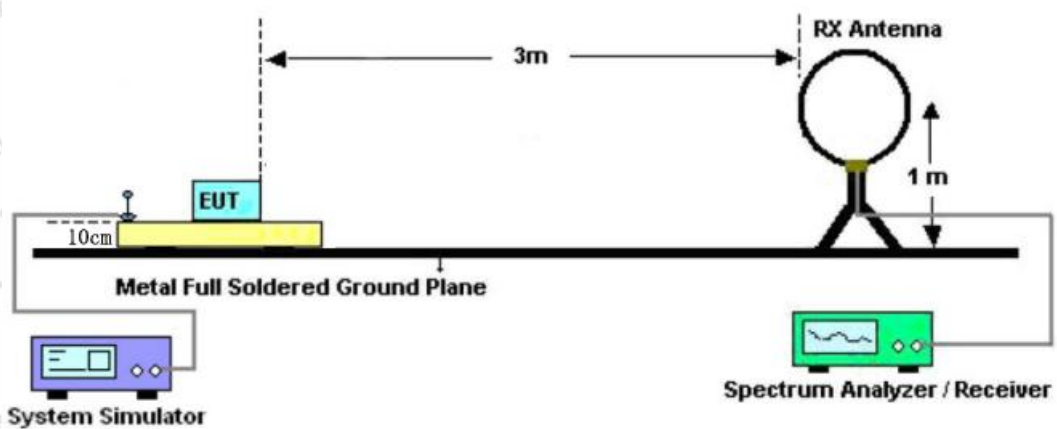 RX Antenna
3m
EUT
1 m
10cm
Metal Full Soldered Ground Plane
Spectrum Analyzer / Receiver
System Simulator